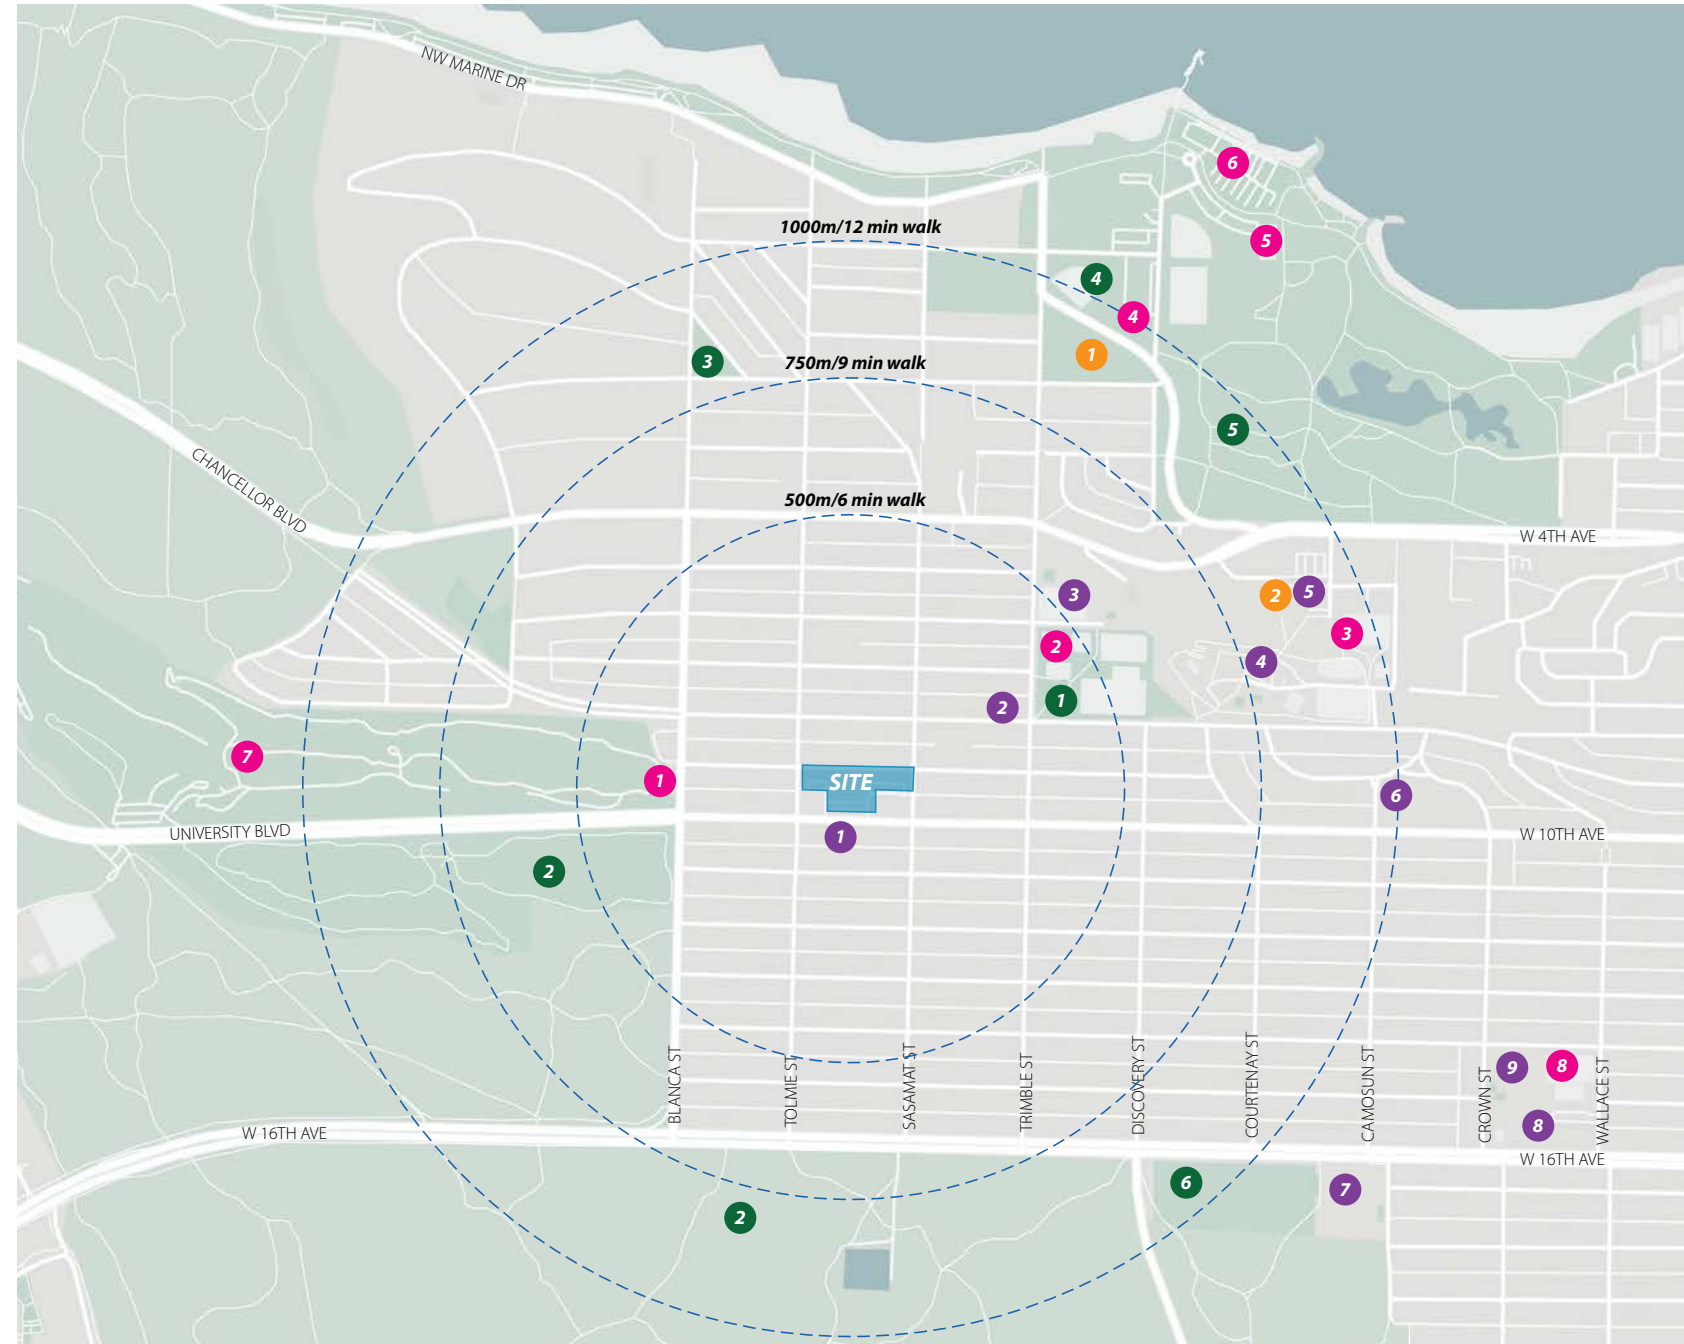 NW MARINE DR
6
1000m/12 min walk
5
4
4
3
750m/9 min walk
1
5
CHANCELLOR BLVD
500m/6 min walk
W 4TH AVE
3
2
5
2
3
4
2
1
7
1
SITE
6
UNIVERSITY BLVD
1
W 10TH AVE
2
BLANCA ST
TOLMIE ST
SASAMAT ST
TRIMBLE ST
DISCOVERY ST
COURTENAY ST
CAMOSUN ST
CROWN ST
9
8
WALLACE ST
8
W 16TH AVE
W 16TH AVE
6
7
2